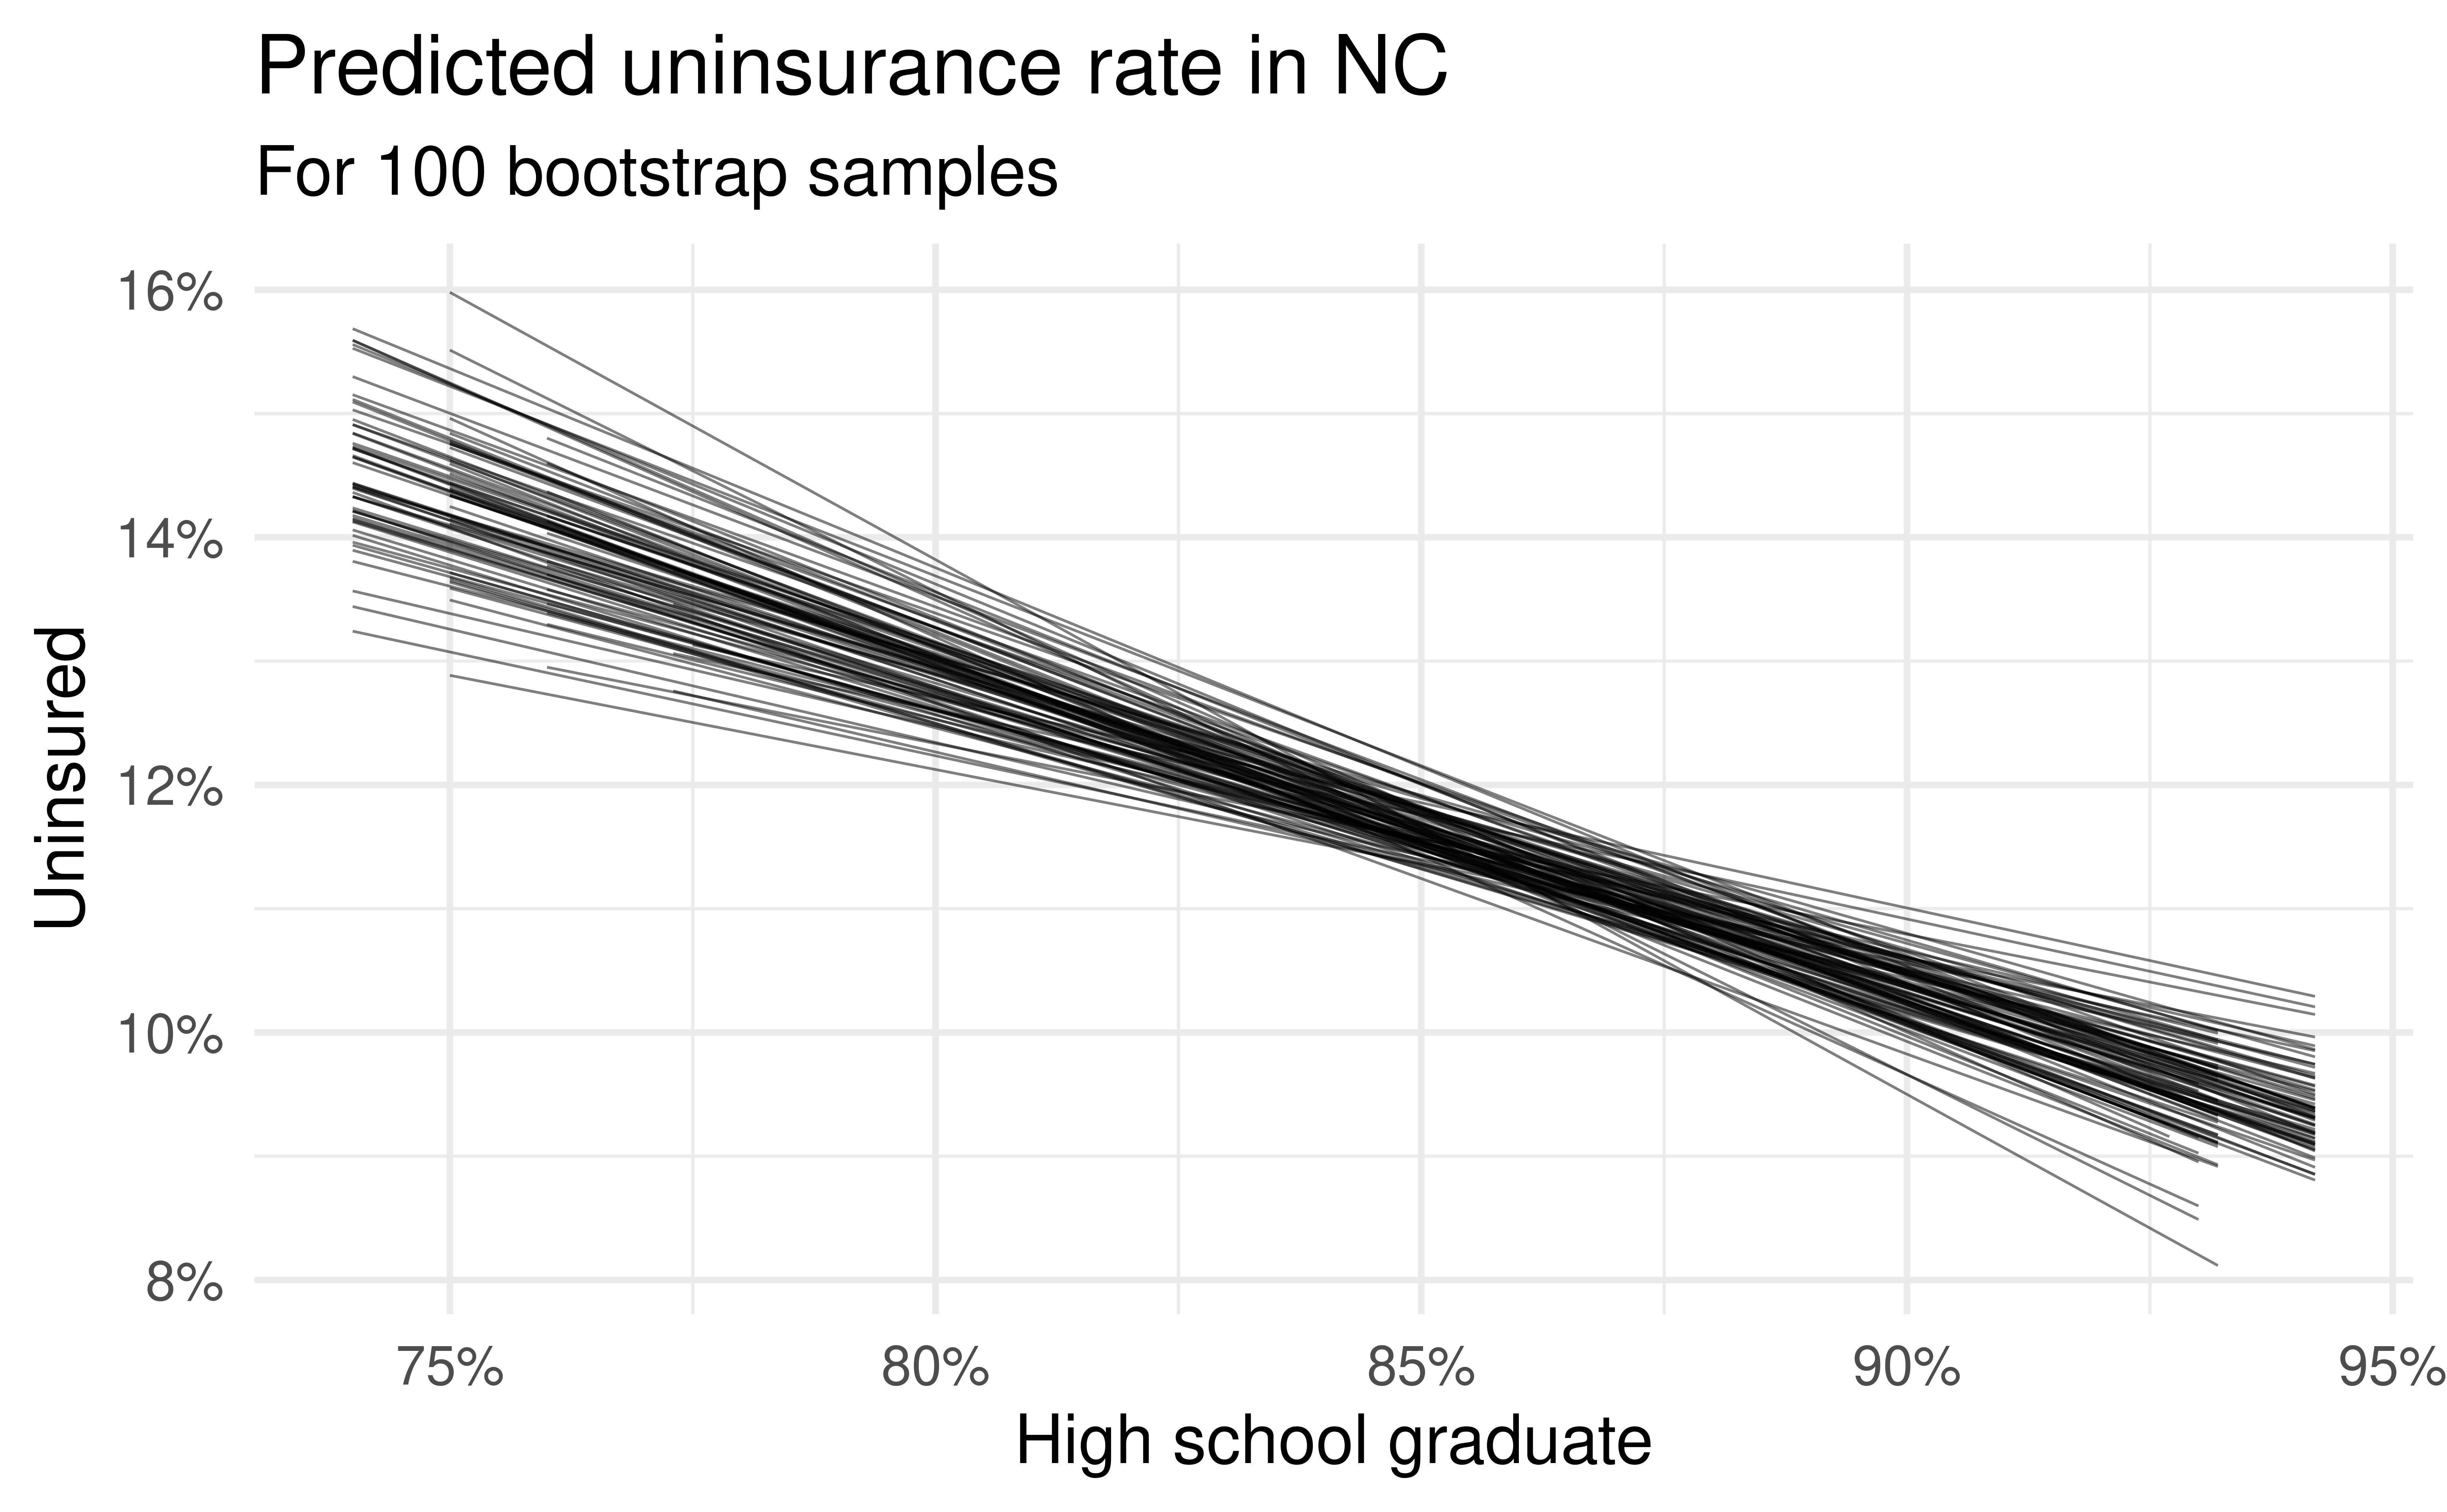 Predicted uninsurance rate in NC
For 100 bootstrap samples
Uninsured
16%
14%
12%
10%
8%
75% 80% 85% 90% 95%
High school graduate